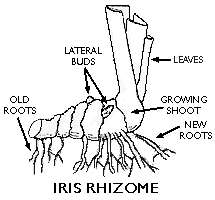 LATERAL
BUDS
LEAVES
OLD
ROOTS
GROWING
SHOOT
NEW
ROOTS
IRIS RHIZOME